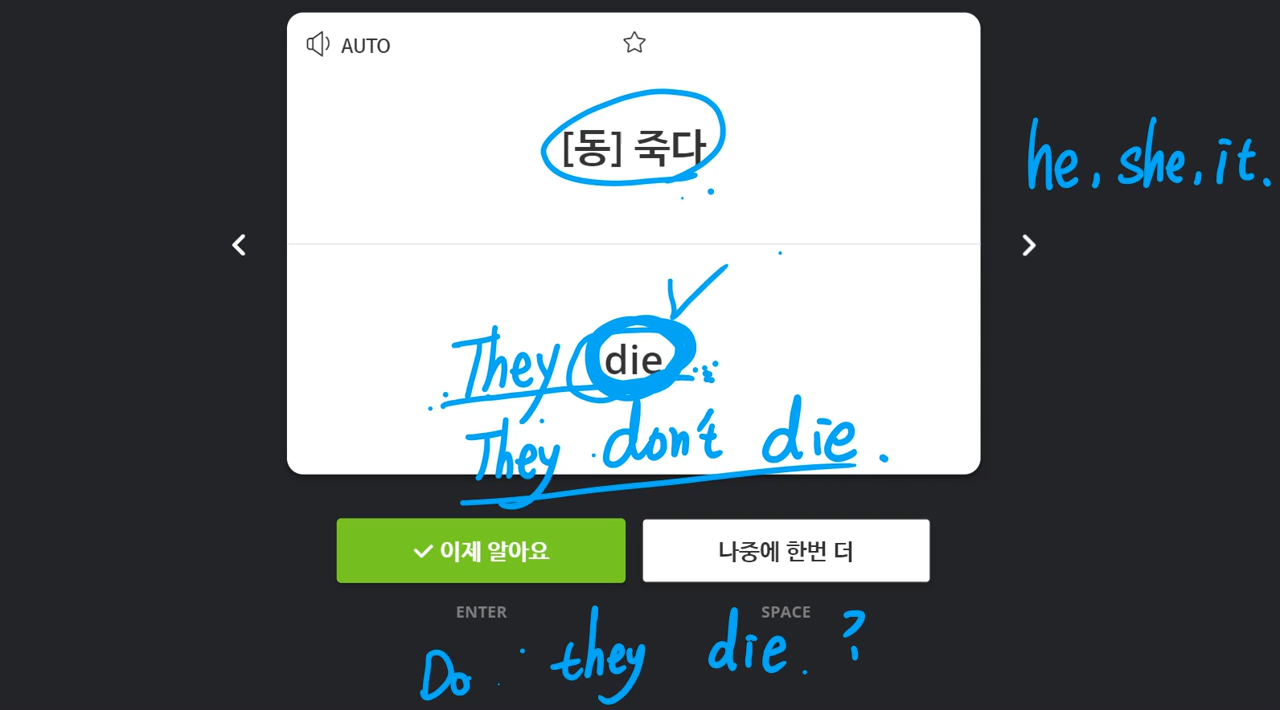 AUTO
[동] 죽다
he, she, it.
They die
They don't die.
이제 알아요
나중에 한번 더
ENTER
SPACE
Do they die.?